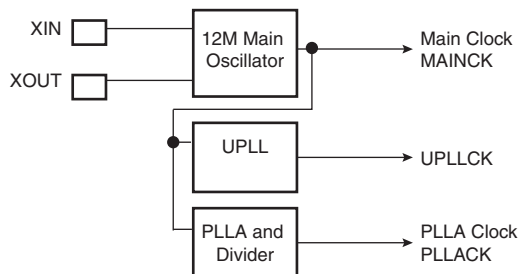 XIN
12M Main
Oscillator
Main Clock
MAINCK
XOUT
UPLL
UPLLCK
PLLA and
Divider
PLLA Clock
PLLACK